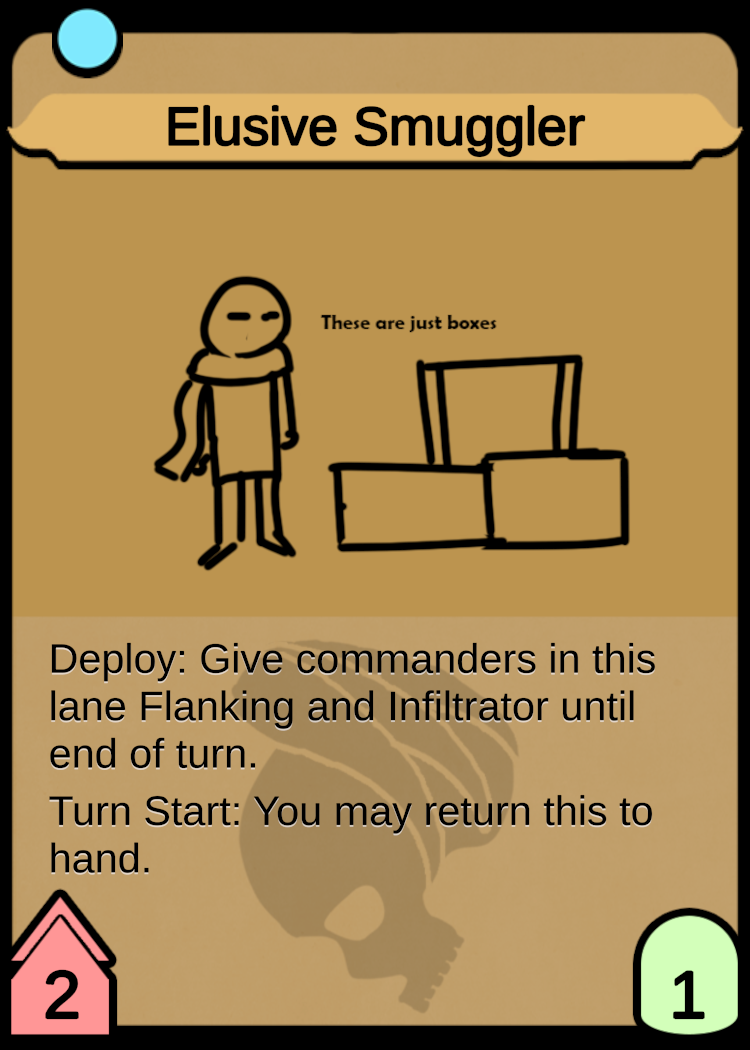 Elusive Smuggler
These are just boxes
Deploy: Give commanders in this
lane Flanking and Infiltrator until
end of turn.
Turn Start: You may return this to
hand.
2
1